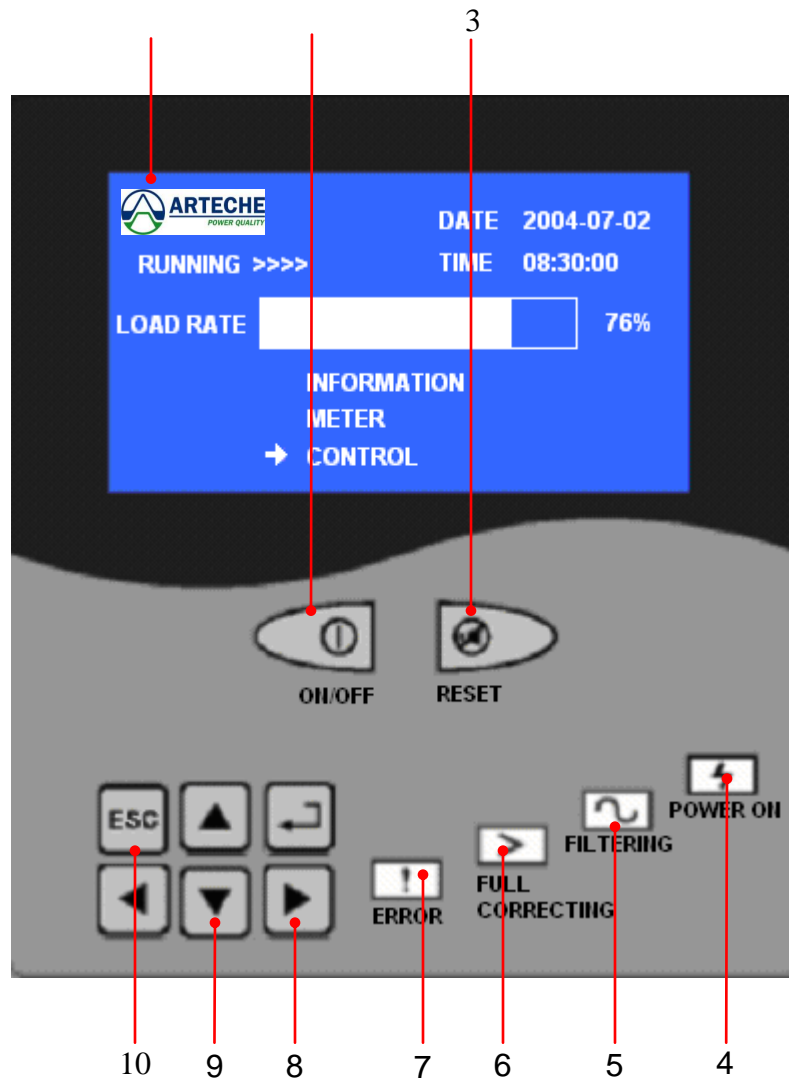 3
ARTECHE
POWER QUALITY
DATE 2004-07-02
RUNNING >>>> TIME 08:30:00
LOAD RATE 76%
INFORMATION
METER
➔ CONTROL
ON/OFF RESET
POWER ON
ESC
FILTERING
!
FULL
CORRECTING
ERROR
10 9 8 7 6 5 4